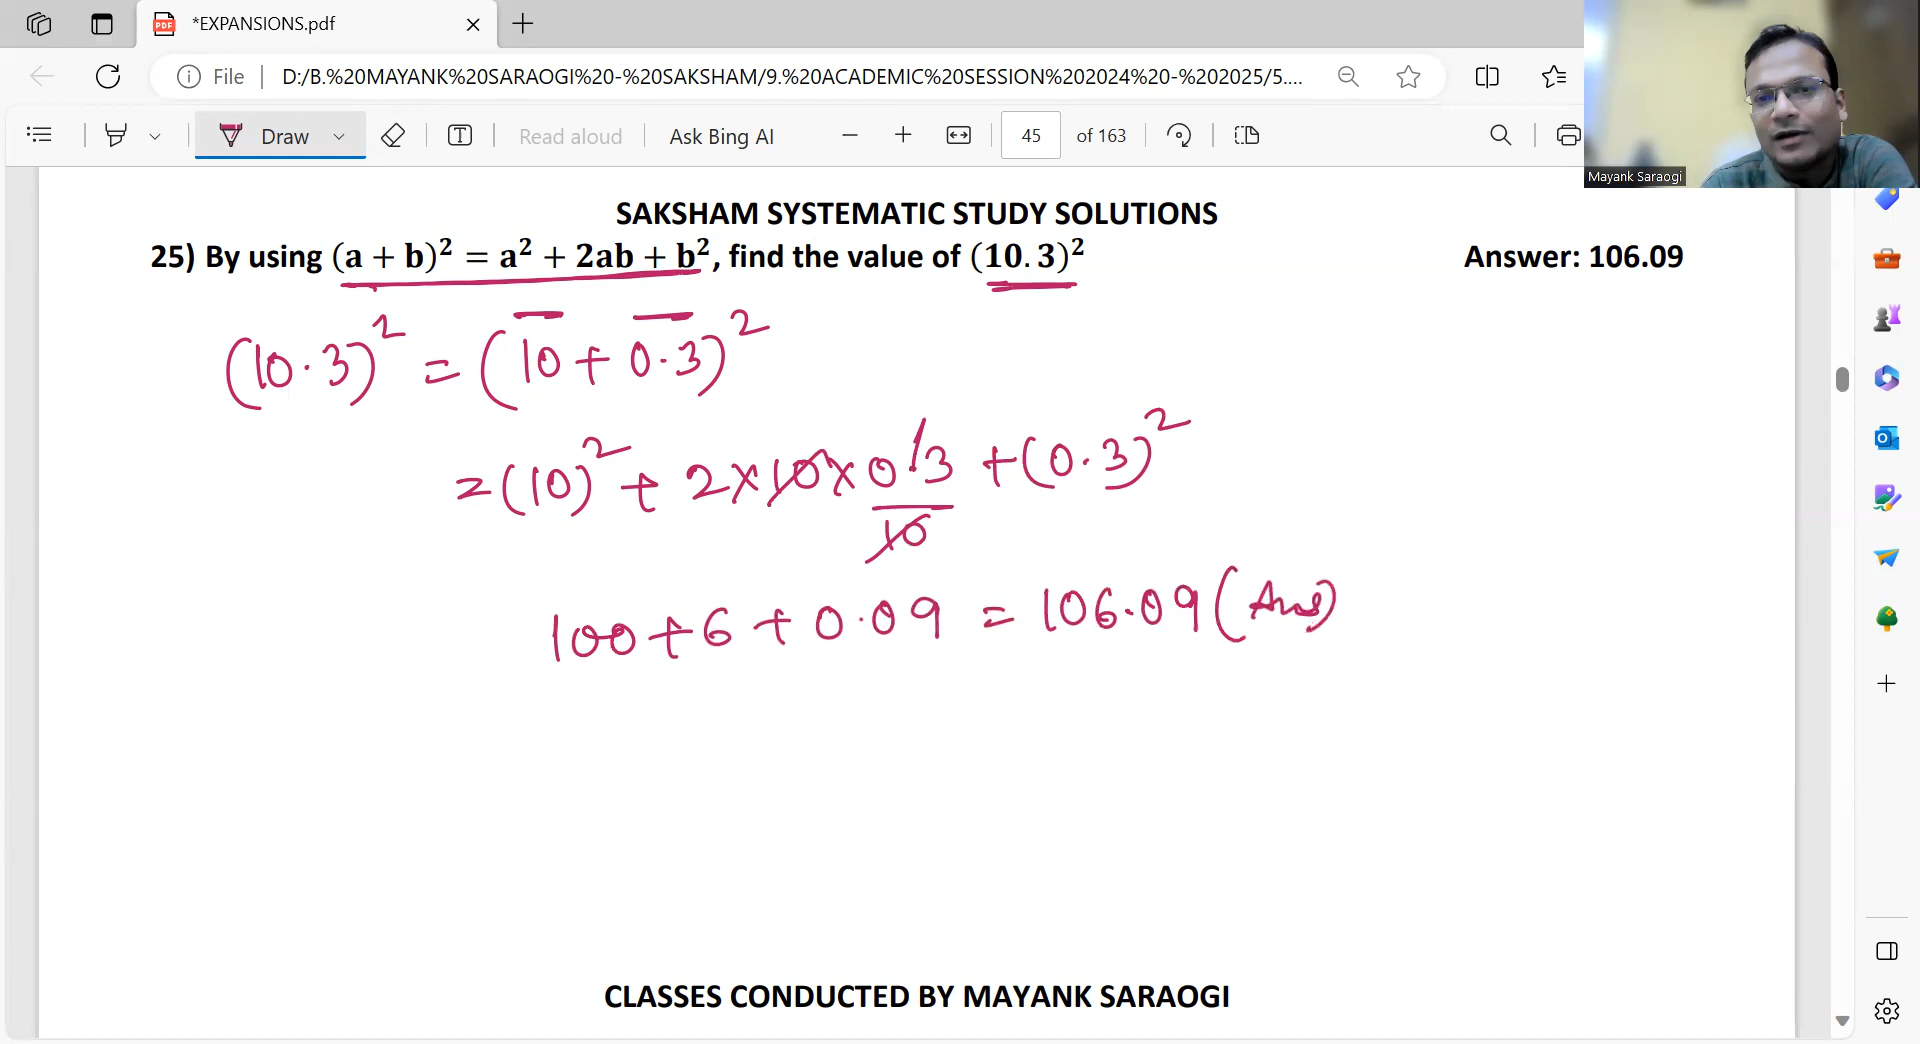 *EXPANSIONS.pdf
File
D:/B.%20MAYANK%20SARAOGI%20-%20SAKSHAM/9.%20ACADEMIC%20SESSION%202024%20-%202025/5....
Draw
Read aloud
Ask Bing AI
45
of 163
Mayank Saraogi
SAKSHAM SYSTEMATIC STUDY SOLUTIONS
25) By using (a + b)² = a² + 2ab + b², find the value of (10.3)² Answer: 106.09
(10.3)² = (10 + 0.3)²
= (10)² + 2 × 10 × 0.3/10 + (0.3)²
100 + 6 + 0.09 = 106.09 (Ans)
CLASSES CONDUCTED BY MAYANK SARAOGI